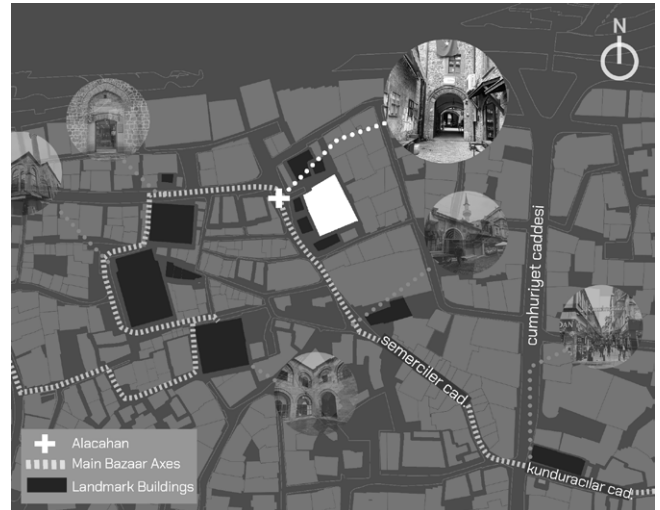 N
cumhuriyet caddesi
semerciler cad.
kunduracılar cad.
Alacahan
Main Bazaar Axes
Landmark Buildings